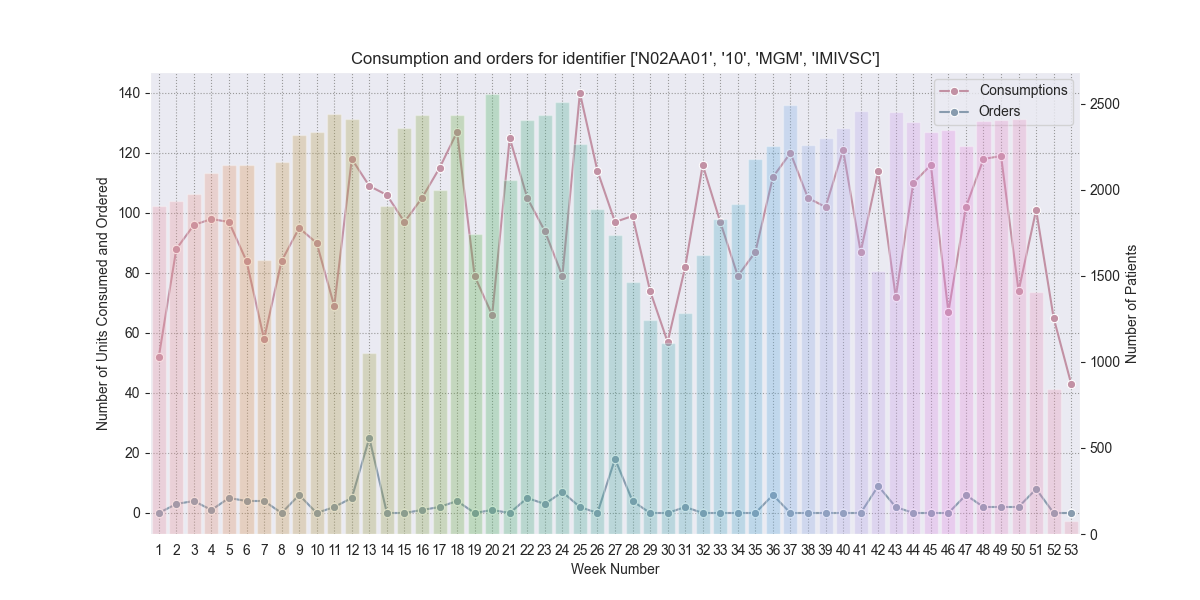 Consumption and orders for identifier ['N02AA01', '10', 'MGM', 'IMIVSC']
Consumptions
Orders
Number of Units Consumed and Ordered
140
120
100
80
60
40
20
0
2500
2000
1500
1000
500
0
Number of Patients
1 2 3 4 5 6 7 8 9 10 11 12 13 14 15 16 17 18 19 20 21 22 23 24 25 26 27 28 29 30 31 32 33 34 35 36 37 38 39 40 41 42 43 44 45 46 47 48 49 50 51 52 53
Week Number